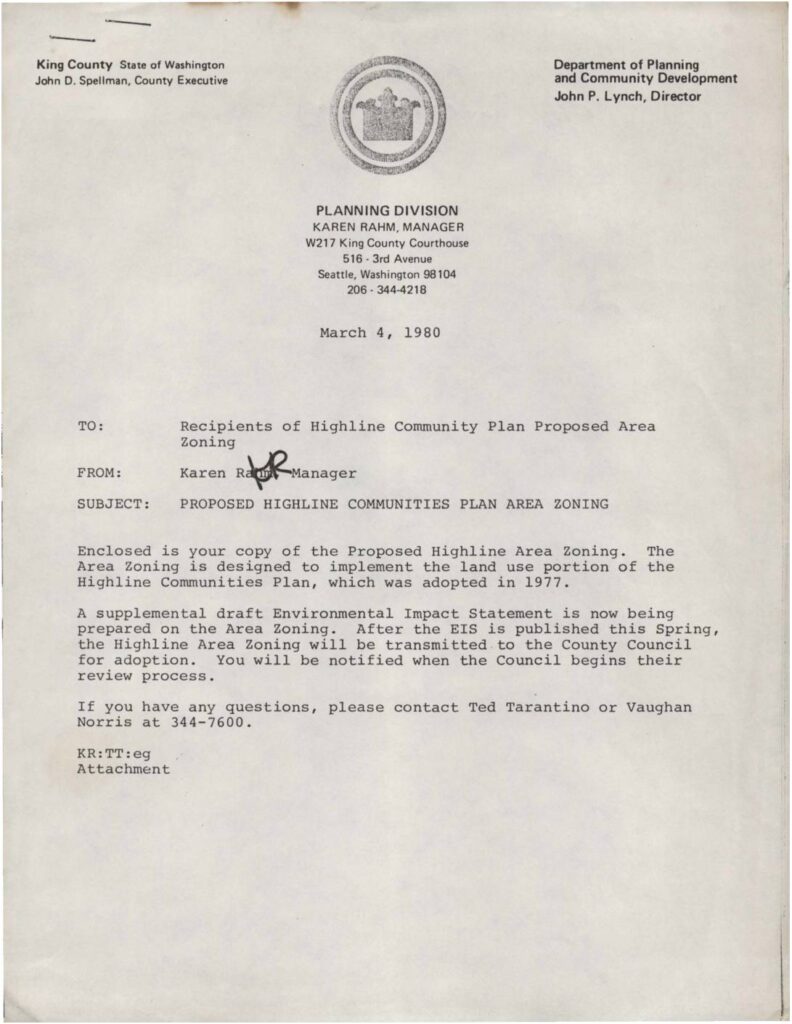 King County State of Washington
John D. Spellman, County Executive
Department of Planning
and Community Development
John P. Lynch, Director
PLANNING DIVISION
KAREN RAHM, MANAGER
W217 King County Courthouse
516 - 3rd Avenue
Seattle, Washington 98104
206 - 344-4218
March 4, 1980
TO: Recipients of Highline Community Plan Proposed Area
Zoning
FROM: Karen Rahm, Manager
KR
SUBJECT: PROPOSED HIGHLINE COMMUNITIES PLAN AREA ZONING
Enclosed is your copy of the Proposed Highline Area Zoning. The
Area Zoning is designed to implement the land use portion of the
Highline Communities Plan, which was adopted in 1977.
A supplemental draft Environmental Impact Statement is now being
prepared on the Area Zoning. After the EIS is published this Spring,
the Highline Area Zoning will be transmitted to the County Council
for adoption. You will be notified when the Council begins their
review process.
If you have any questions, please contact Ted Tarantino or Vaughan
Norris at 344-7600.
KR:TT:eg
Attachment